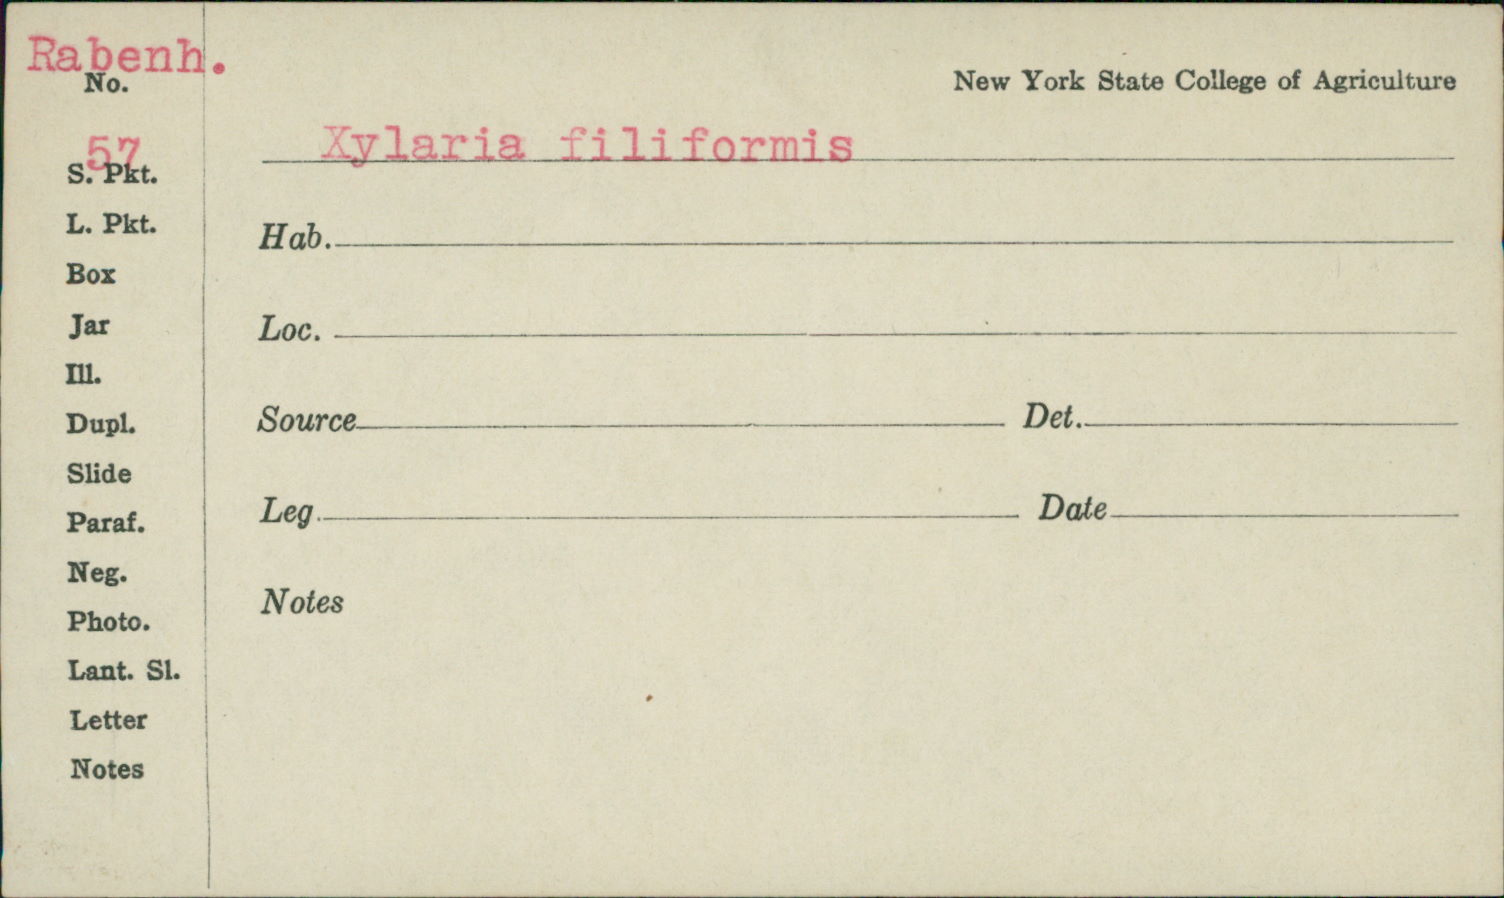 Rabenh.
No.
57
New York State College of Agriculture
Xylaria filiformis
S. Pkt.
L. Pkt.
Box
Jar
Ill.
Dupl.
Slide
Paraf.
Neg.
Photo.
Lant. Sl.
Letter
Notes
Hab.
Loc.
Source Det.
Leg Date
Notes